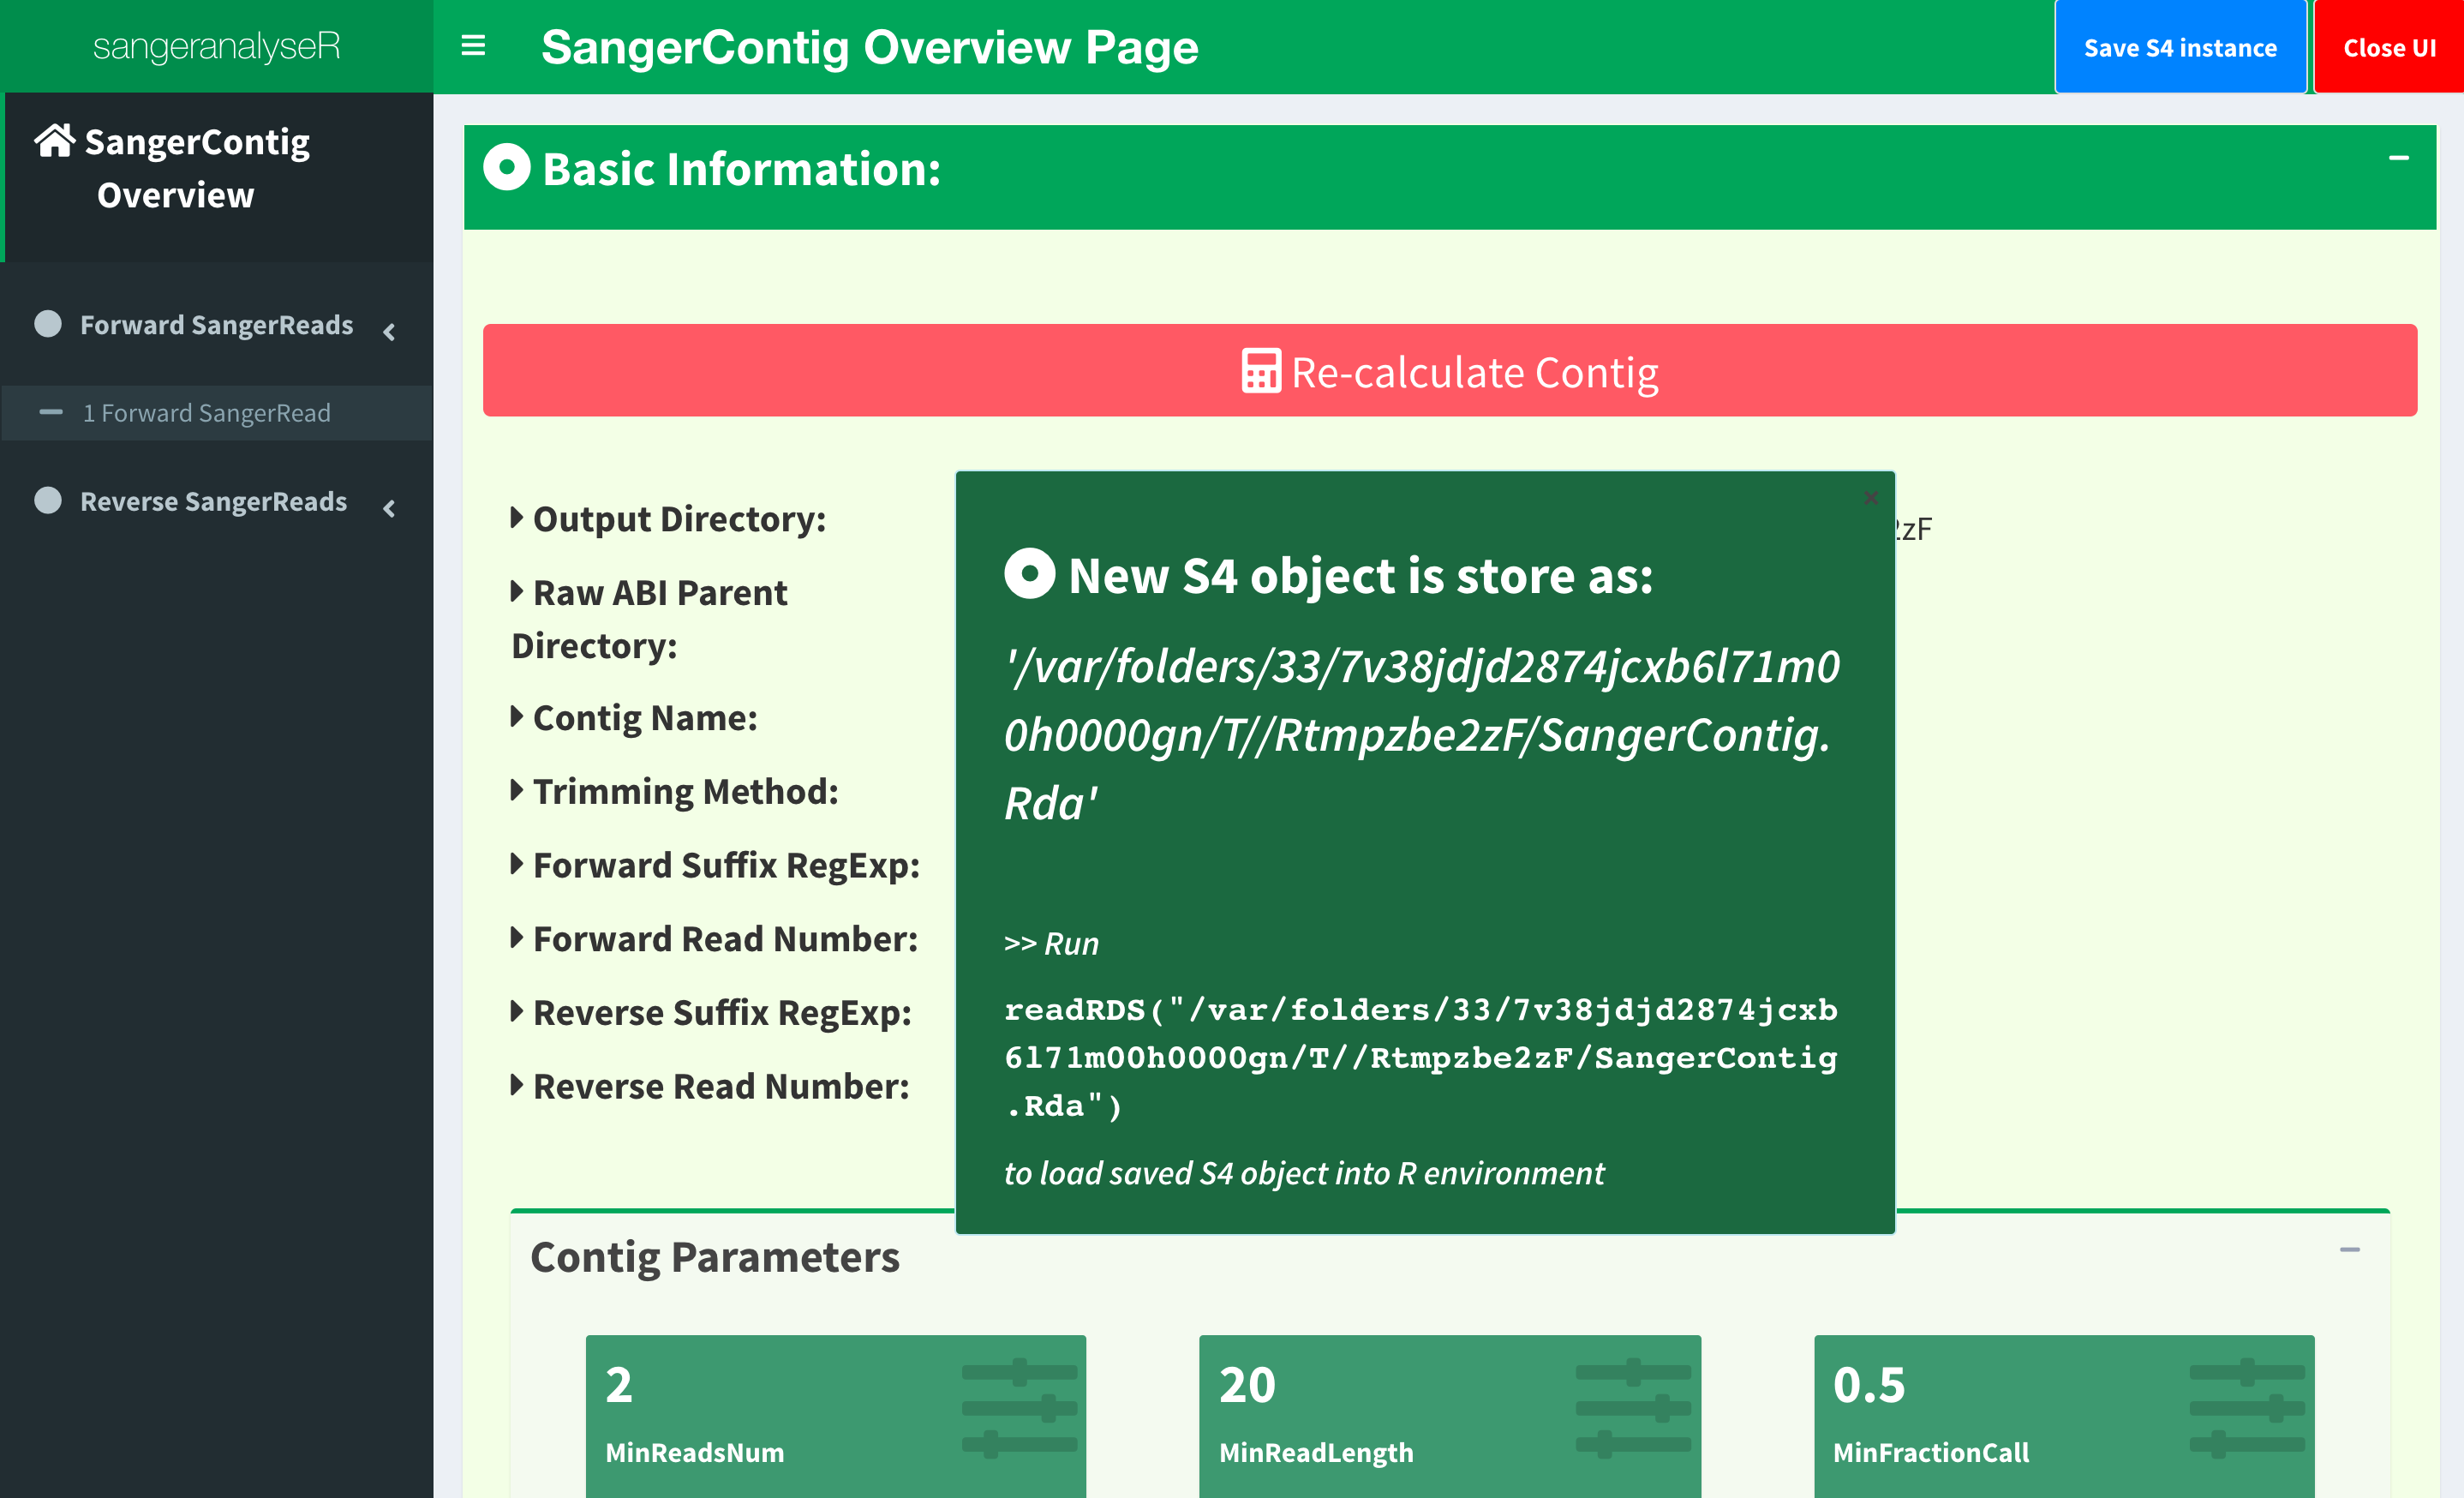 sangeranalyseR
SangerContig Overview Page
Save S4 instance
Close UI
SangerContig
Overview
Forward SangerReads
1 Forward SangerRead
Reverse SangerReads
Basic Information:
Re-calculate Contig
Output Directory:
Raw ABI Parent
Directory:
Contig Name:
Trimming Method:
Forward Suffix RegExp:
Forward Read Number:
Reverse Suffix RegExp:
Reverse Read Number:
New S4 object is store as:
'/var/folders/33/7v38jdjd2874jcxb6l71m0
0h0000gn/T//Rtmpzbe2zF/SangerContig.
Rda'
>> Run
readRDS("/var/folders/33/7v38jdjd2874jcxb
6l71m00h0000gn/T//Rtmpzbe2zF/SangerContig
.Rda")
to load saved S4 object into R environment
Contig Parameters
2
MinReadsNum
20
MinReadLength
0.5
MinFractionCall